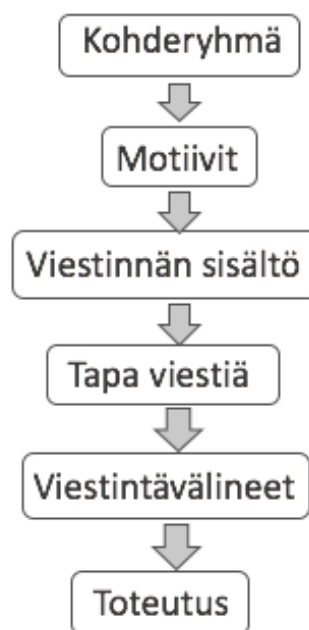 Kohderyhmä
Motiivit
Viestinnän sisältö
Tapa viestiä
Viestintävälineet
Toteutus